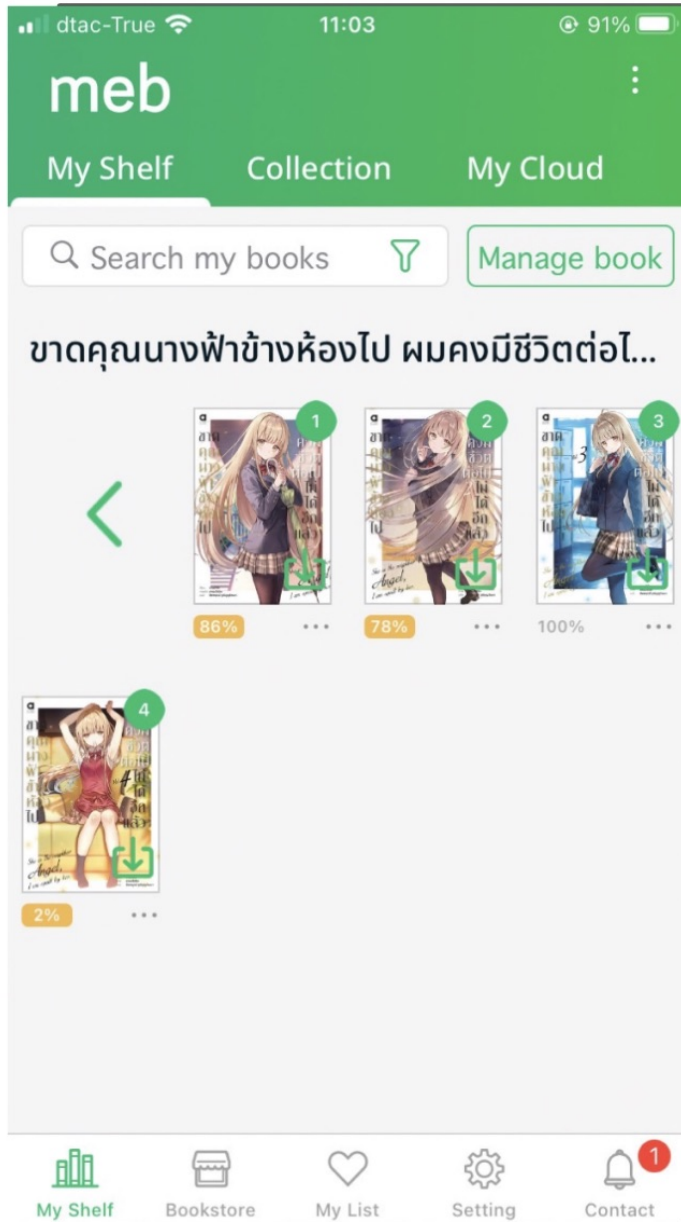 dtac-True 11:03 91%
meb
My Shelf Collection My Cloud
Search my books Manage book
ขาดคุณนางฟ้าข้างห้องไป ผมคงมีชีวิตต่อไ...
1 2 3
86% 78% 100%
4
2%
1
My Shelf Bookstore My List Setting Contact